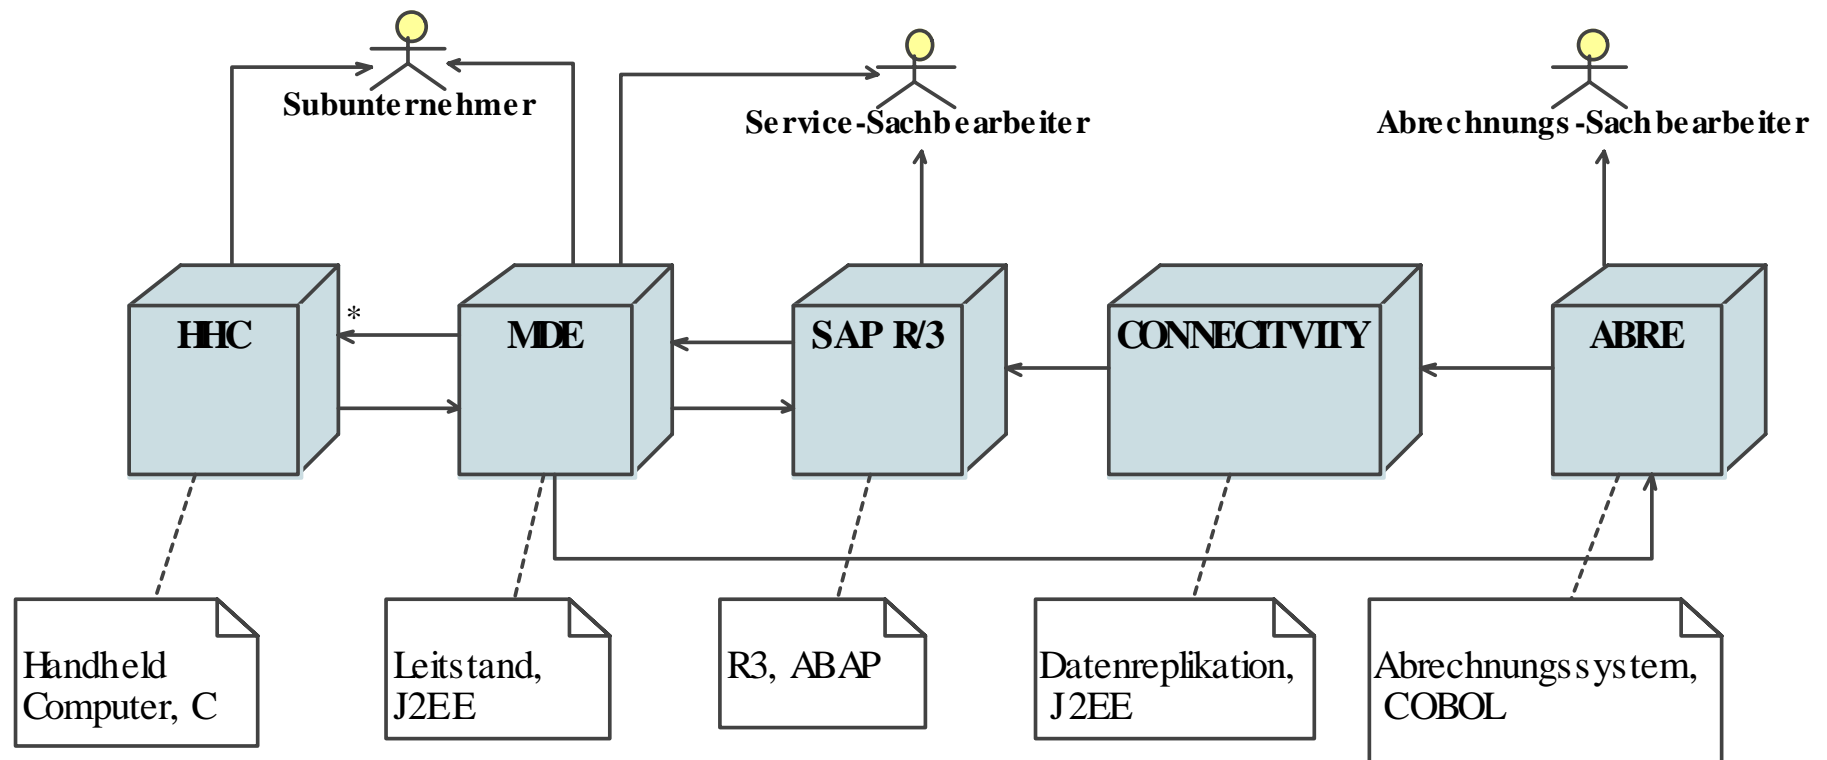 Subunternehmer
Service-Sachbearbeiter
Abrechnungs-Sachbearbeiter
*
HHC
MDE
SAP R/3
CONNECITVITY
ABRE
Handheld
Computer, C
Leitstand,
J2EE
R3, ABAP
Datenreplikation,
J2EE
Abrechnungssystem,
COBOL